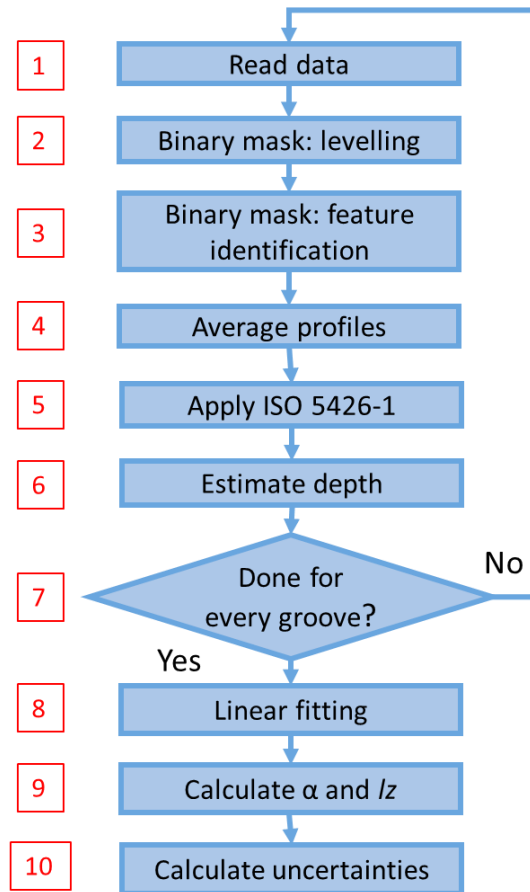 1
Read data
2
Binary mask: levelling
3
Binary mask: feature
identification
4
Average profiles
5
Apply ISO 5426-1
6
Estimate depth
7
Done for
every groove?
No
Yes
8
Linear fitting
9
Calculate α and lz
10
Calculate uncertainties